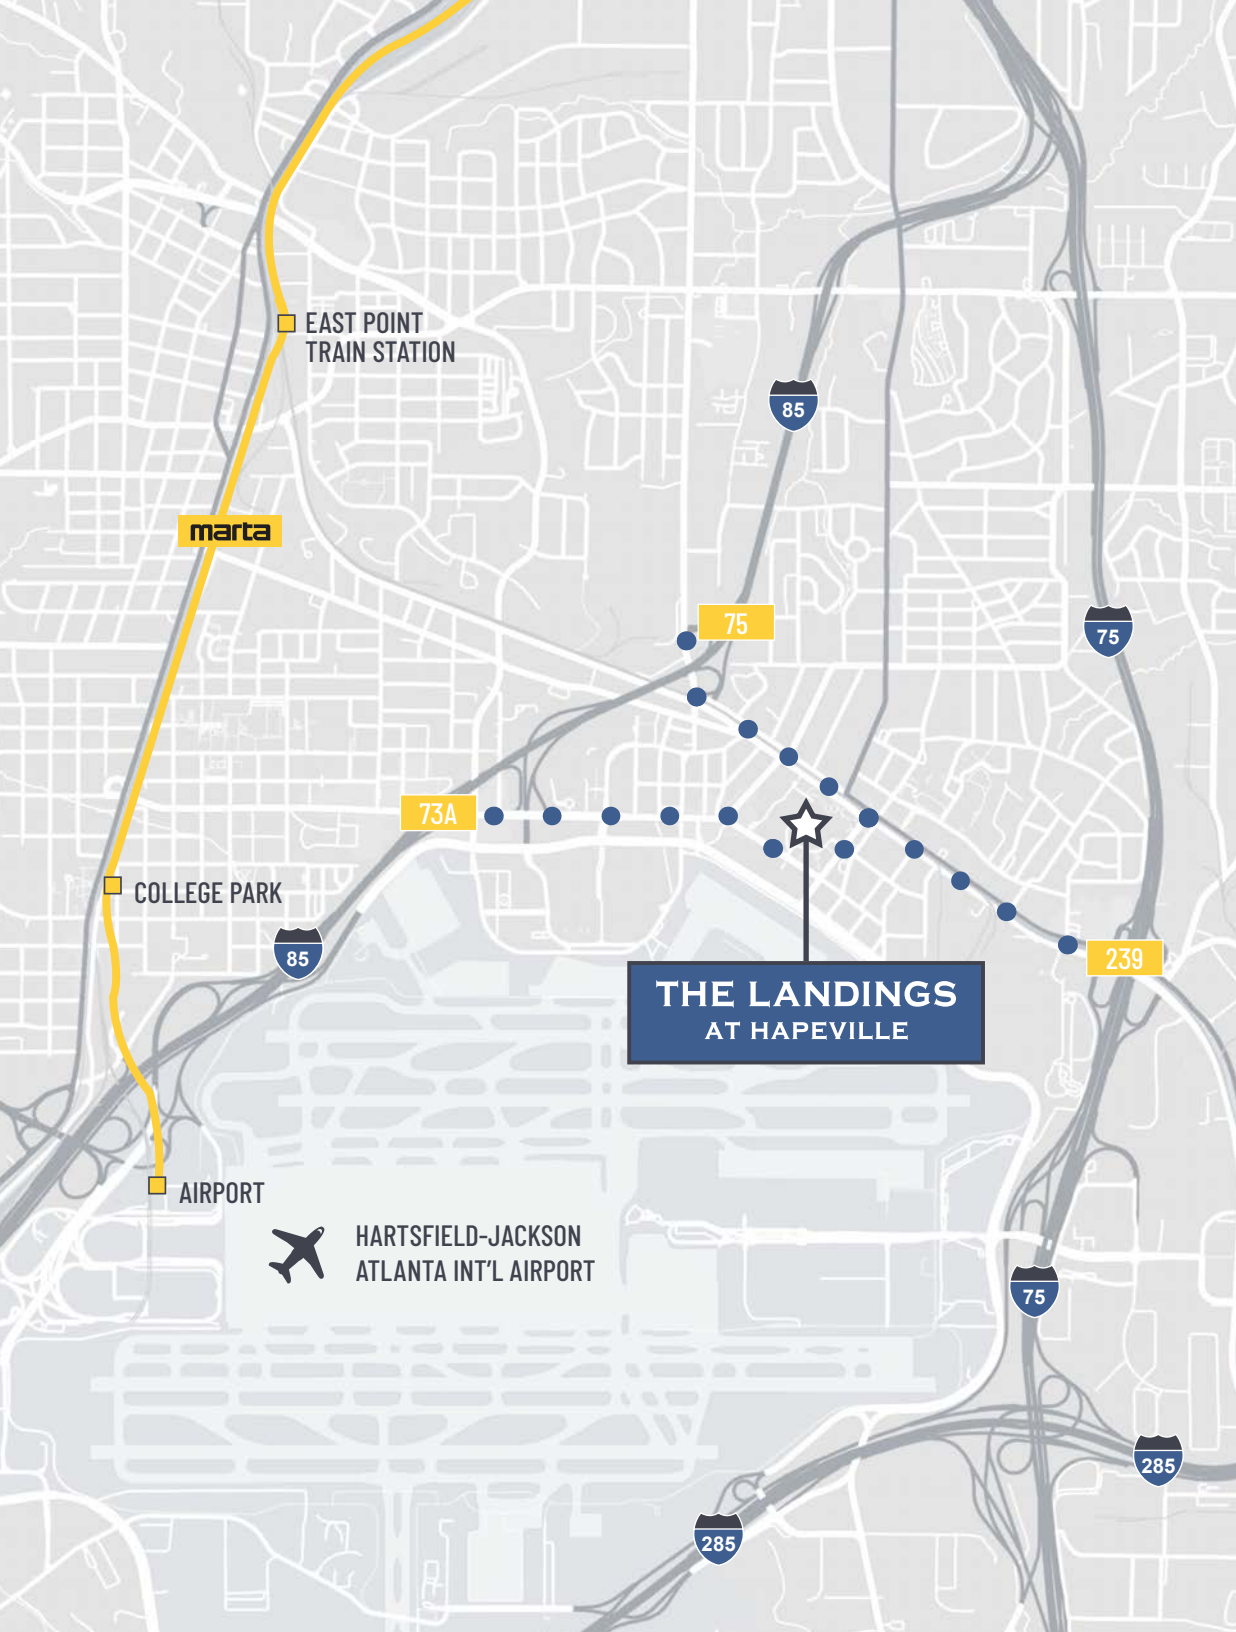 EAST POINT
TRAIN STATION
85
marta
75
75
73A
COLLEGE PARK
85
239
THE LANDINGS
AT HAPEVILLE
AIRPORT
HARTSFIELD-JACKSON
ATLANTA INT'L AIRPORT
75
285
285